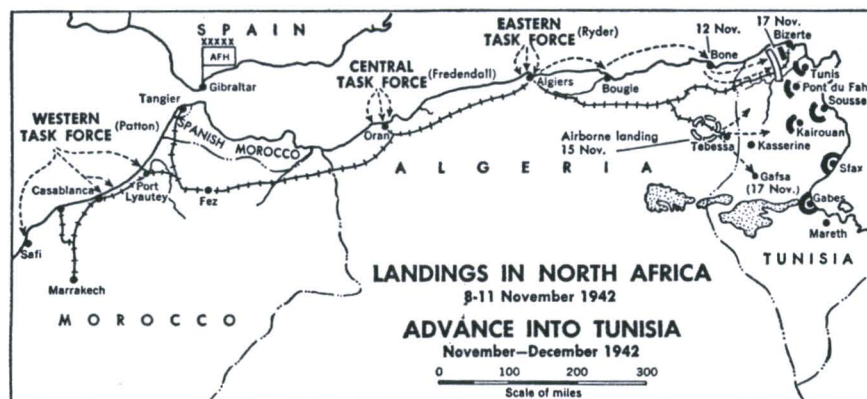 SPAIN
XXXXX
AFH
Gibraltar
Tangier
WESTERN
TASK FORCE
(Patton)
SPANISH MOROCCO
Casablanca
Port
Lyautey
Fez
Safi
Marrakech
MOROCCO
CENTRAL
TASK FORCE
(Fredendall)
Oran
EASTERN
TASK FORCE
(Ryder)
Algiers
Bougie
12 Nov.
Bone
17 Nov.
Bizerte
Tunis
Pont du Fah
Sousse
Kairouan
Airborne landing
15 Nov.
Tebessa
Kasserine
ALGERIA
Sfax
Gafsa
(17 Nov.)
Gabes
Mareth
TUNISIA
LANDINGS IN NORTH AFRICA
8-11 November 1942
ADVANCE INTO TUNISIA
November—December 1942
0 100 200 300
Scale of miles